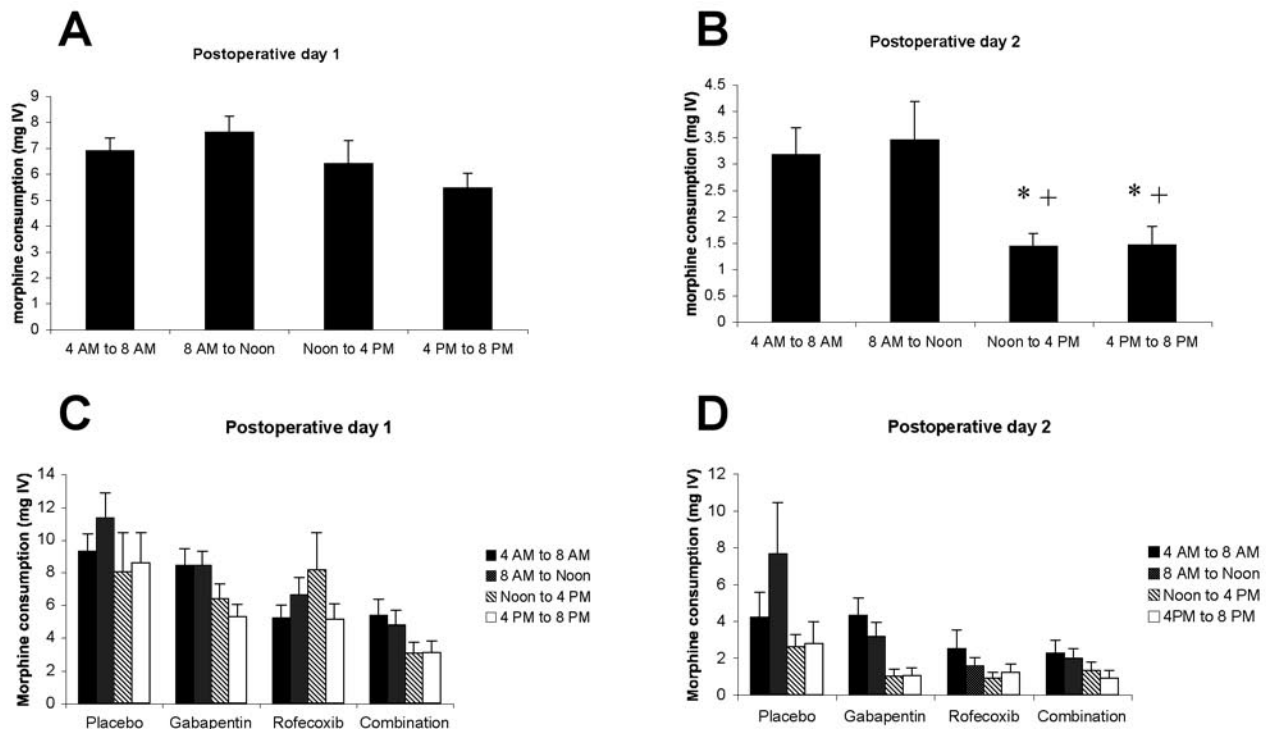 A
Postoperative day 1
morphine consumption (mg IV)
9
8
7
6
5
4
3
2
1
0
4 AM to 8 AM
8 AM to Noon
Noon to 4 PM
4 PM to 8 PM
B
Postoperative day 2
morphine consumption (mg IV)
4.5
4
3.5
3
2.5
2
1.5
1
0.5
0
* +
* +
4 AM to 8 AM
8 AM to Noon
Noon to 4 PM
4 PM to 8 PM
C
Postoperative day 1
Morphine consumption (mg IV)
14
12
10
8
6
4
2
0
Placebo
Gabapentin
Rofecoxib
Combination
4 AM to 8 AM
8 AM to Noon
Noon to 4 PM
4 PM to 8 PM
D
Postoperative day 2
Morphine consumption (mg IV)
12
10
8
6
4
2
0
Placebo
Gabapentin
Rofecoxib
Combination
4 AM to 8 AM
8 AM to Noon
Noon to 4 PM
4PM to 8 PM